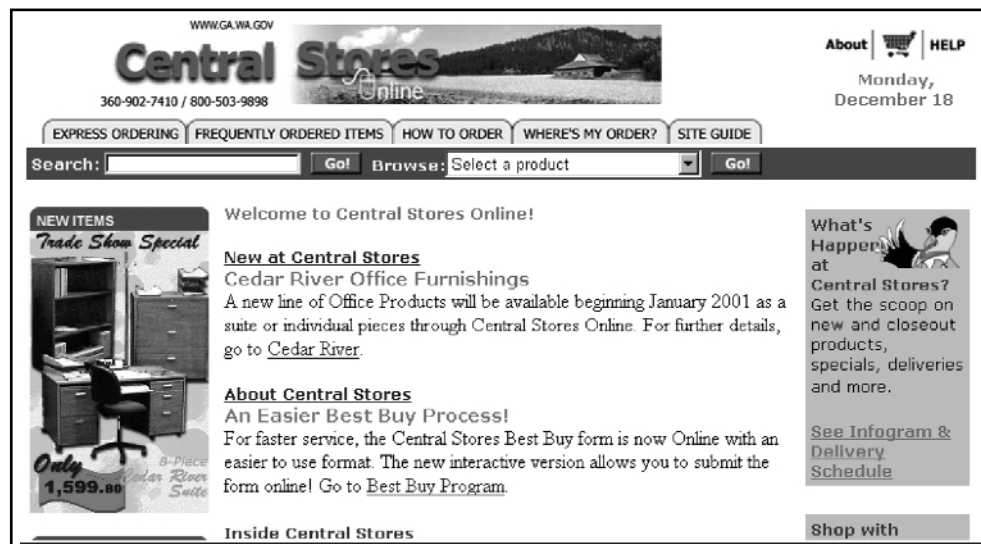 WWW.GA.WA.GOV
Central Stores
Online
360-902-7410 / 800-503-9898
About HELP
Monday,
December 18
EXPRESS ORDERING FREQUENTLY ORDERED ITEMS HOW TO ORDER WHERE'S MY ORDER? SITE GUIDE
Search: Go! Browse: Select a product Go!
NEW ITEMS
Trade Show Special
Only
1,599.80
8-Piece
Cedar River
Suite
Welcome to Central Stores Online!
New at Central Stores
Cedar River Office Furnishings
A new line of Office Products will be available beginning January 2001 as a
suite or individual pieces through Central Stores Online. For further details,
go to Cedar River.
About Central Stores
An Easier Best Buy Process!
For faster service, the Central Stores Best Buy form is now Online with an
easier to use format. The new interactive version allows you to submit the
form online! Go to Best Buy Program.
Inside Central Stores
What's
Happen
at
Central Stores?
Get the scoop on
new and closeout
products,
specials, deliveries
and more.
See Infogram &
Delivery
Schedule
Shop with